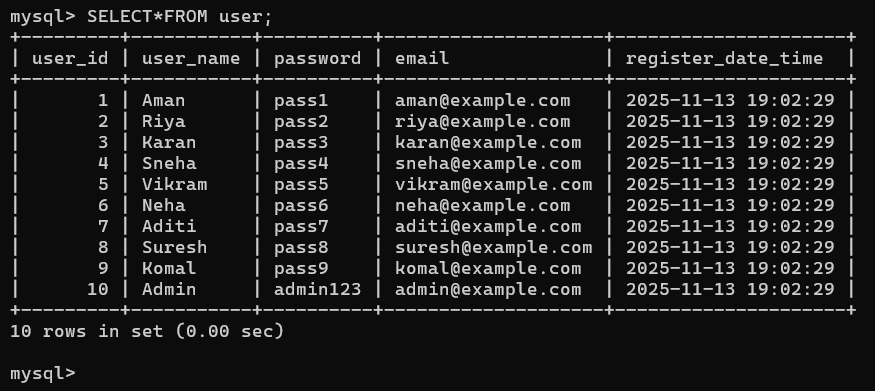 mysql> SELECT*FROM user;
+---------+-----------+----------+--------------------+---------------------+
| user_id | user_name | password | email              | register_date_time  |
+---------+-----------+----------+--------------------+---------------------+
|       1 | Aman      | pass1    | aman@example.com   | 2025-11-13 19:02:29 |
|       2 | Riya      | pass2    | riya@example.com   | 2025-11-13 19:02:29 |
|       3 | Karan     | pass3    | karan@example.com  | 2025-11-13 19:02:29 |
|       4 | Sneha     | pass4    | sneha@example.com  | 2025-11-13 19:02:29 |
|       5 | Vikram    | pass5    | vikram@example.com | 2025-11-13 19:02:29 |
|       6 | Neha      | pass6    | neha@example.com   | 2025-11-13 19:02:29 |
|       7 | Aditi     | pass7    | aditi@example.com  | 2025-11-13 19:02:29 |
|       8 | Suresh    | pass8    | suresh@example.com | 2025-11-13 19:02:29 |
|       9 | Komal     | pass9    | komal@example.com  | 2025-11-13 19:02:29 |
|      10 | Admin     | admin123 | admin@example.com  | 2025-11-13 19:02:29 |
+---------+-----------+----------+--------------------+---------------------+
10 rows in set (0.00 sec)

mysql>